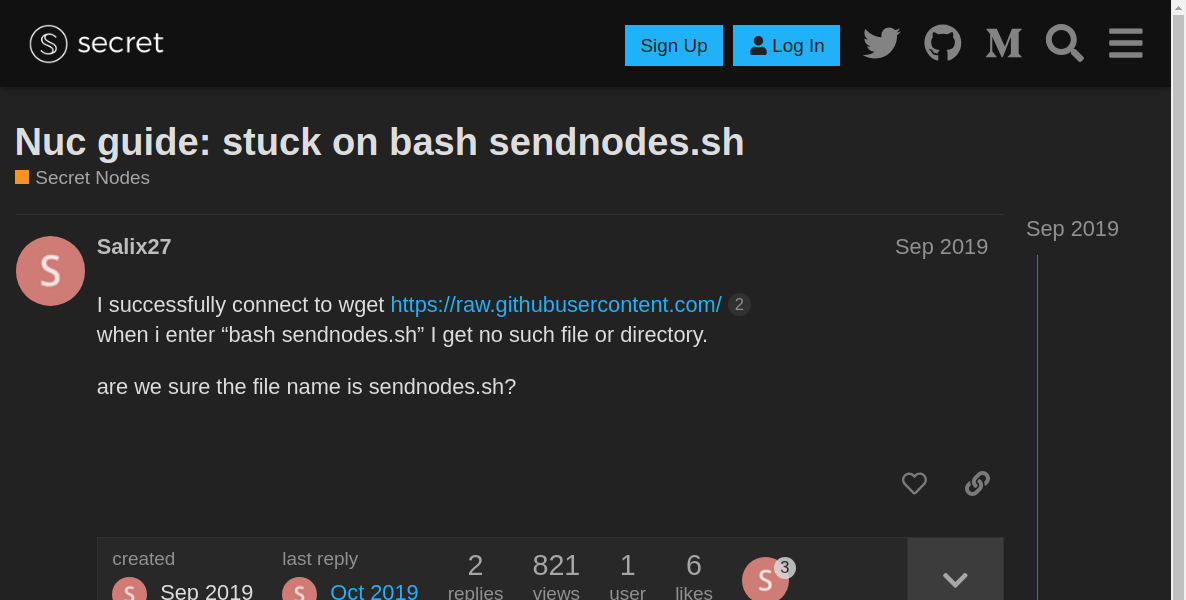 secret
Sign Up
Log In
Nuc guide: stuck on bash sendnodes.sh
Secret Nodes
Salix27
Sep 2019
Sep 2019
S
I successfully connect to wget https://raw.githubusercontent.com/ 2
when i enter “bash sendnodes.sh” I get no such file or directory.
are we sure the file name is sendnodes.sh?
created
last reply
2
821
1
6
S
3
S
Sep 2019
S
Oct 2019
replies
views
user
likes